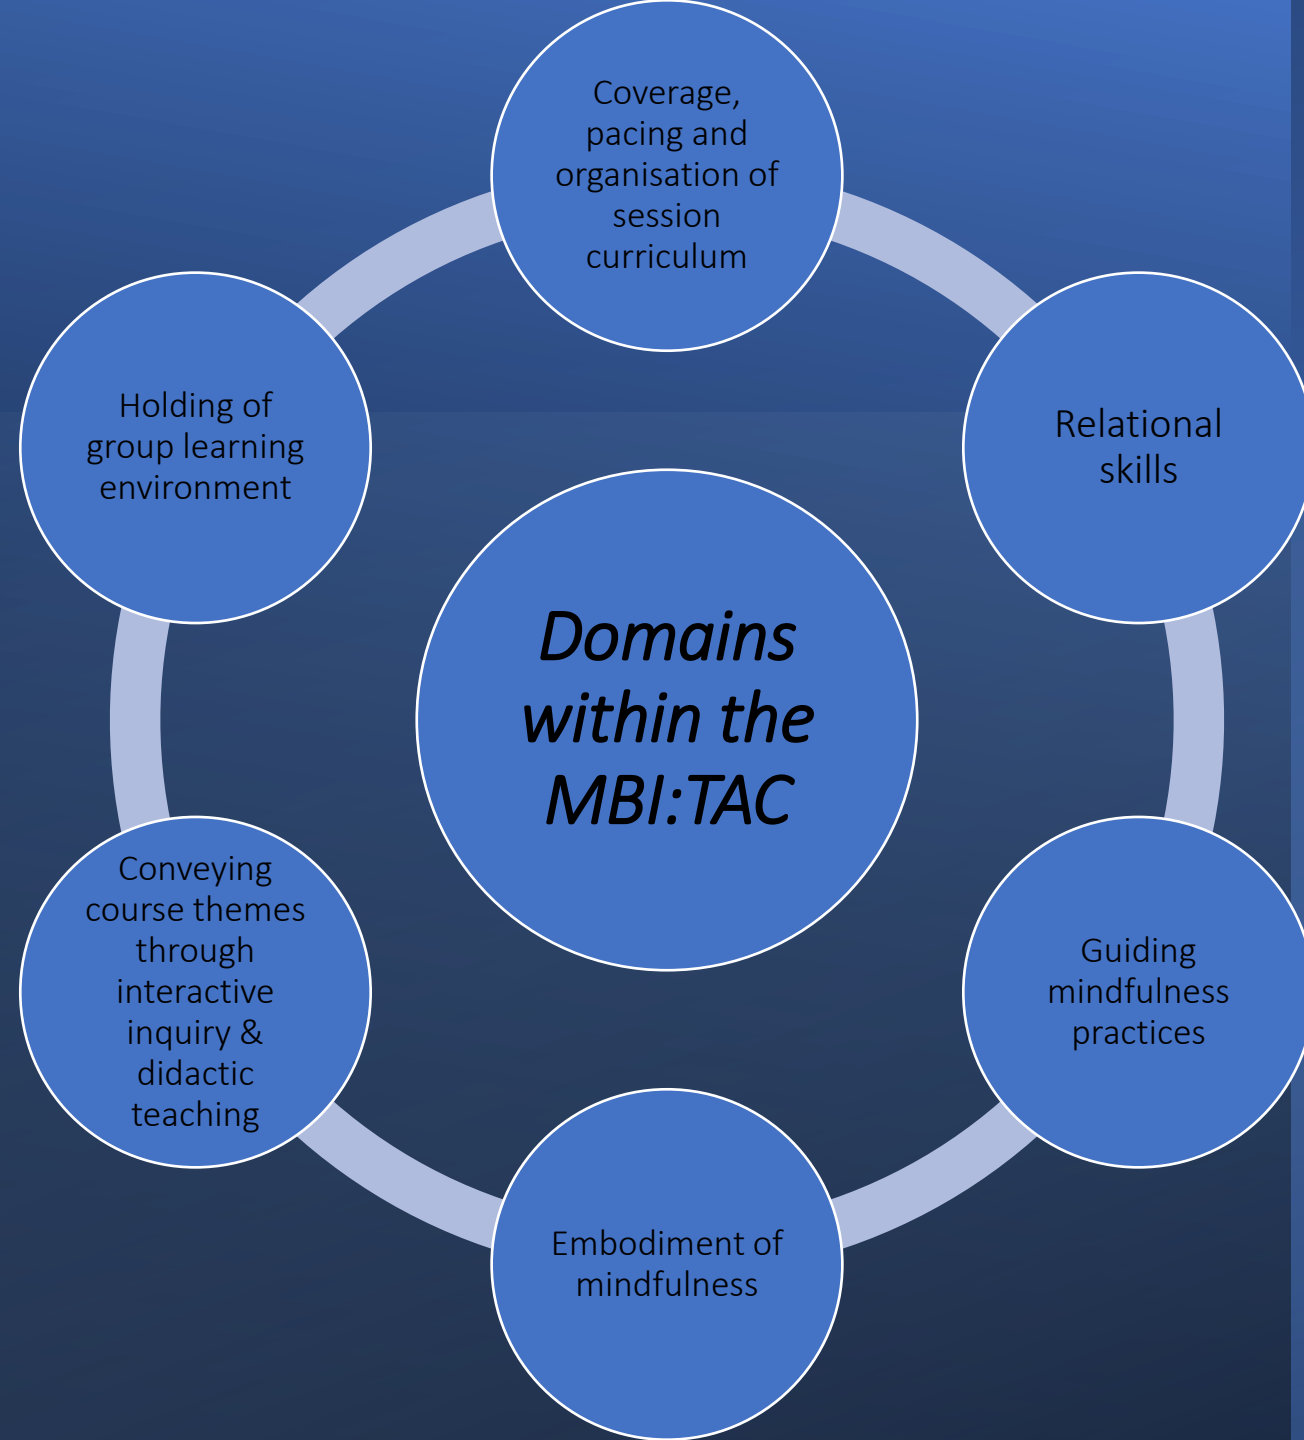 Coverage,
pacing and
organisation of
session
curriculum
Relational
skills
Guiding
mindfulness
practices
Embodiment of
mindfulness
Conveying
course themes
through
interactive
inquiry &
didactic
teaching
Holding of
group learning
environment
Domains
within the
MBI:TAC